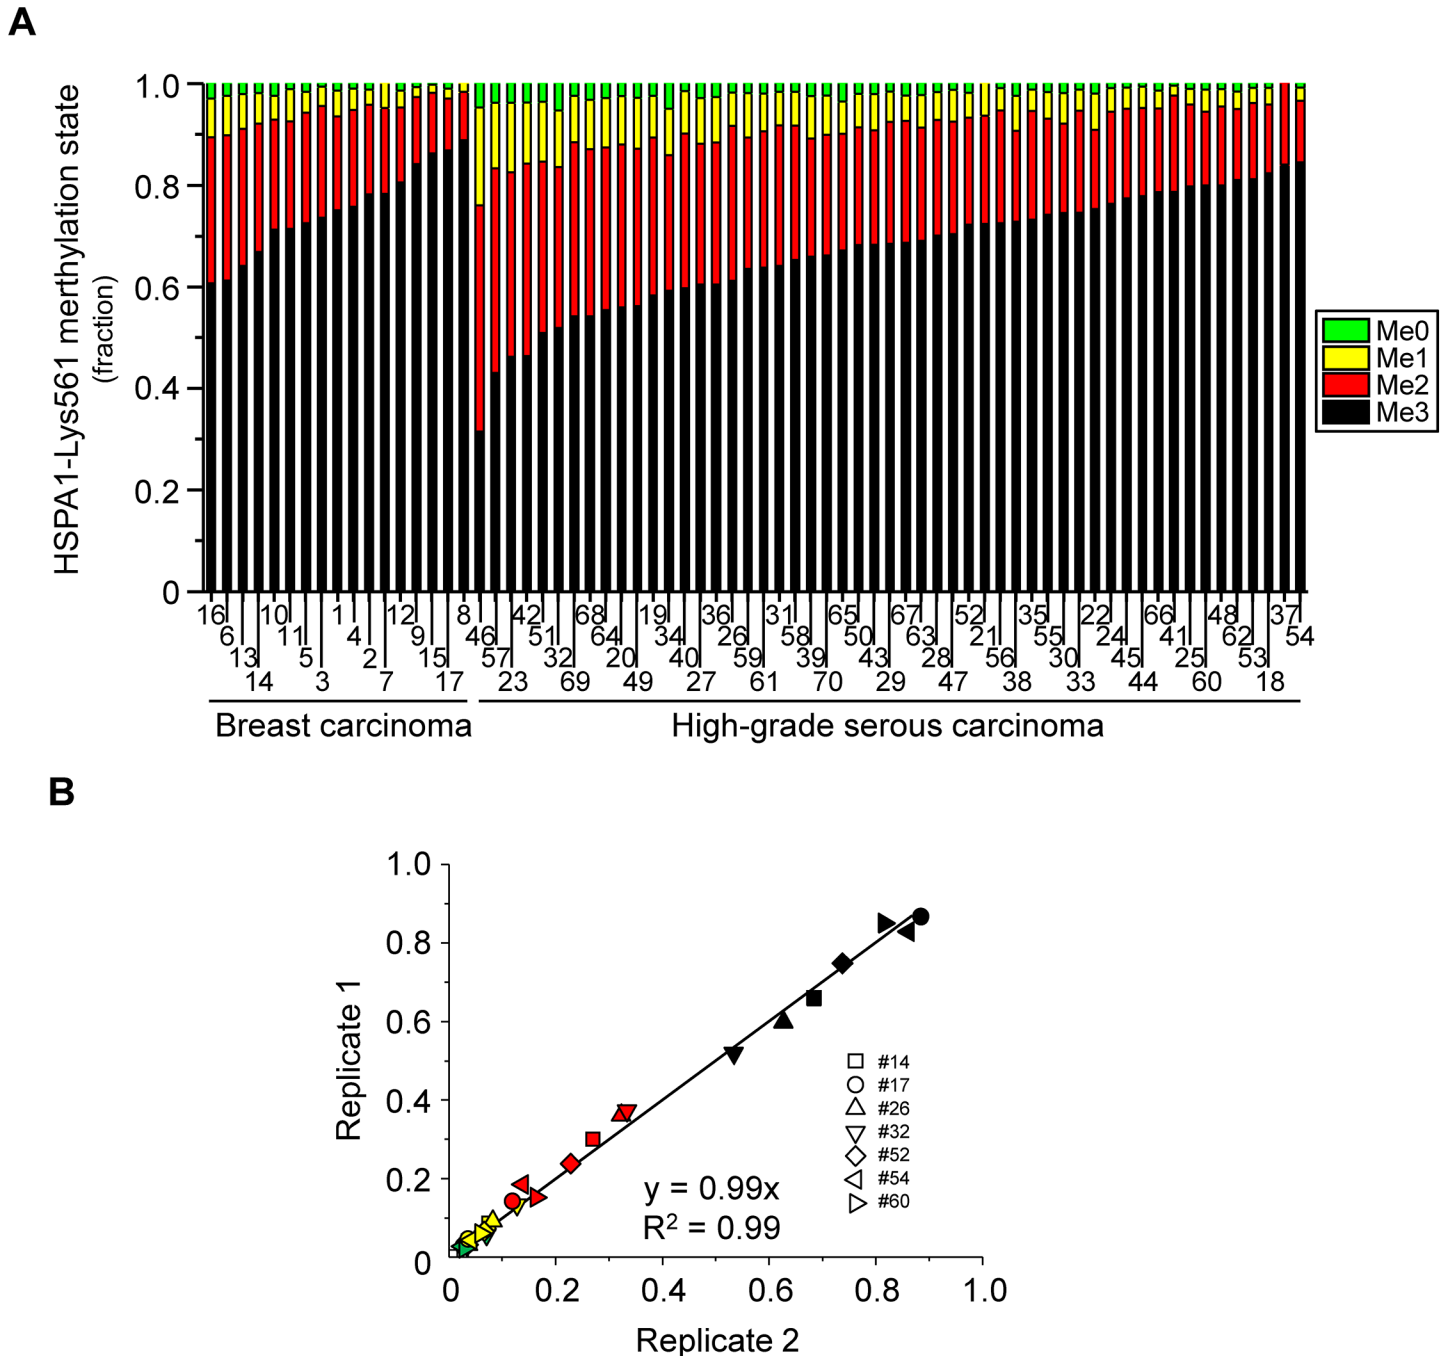 A
1.0
0.8
0.6
0.4
0.2
0
HSPA1-Lys561 merthylation state
(fraction)
Me0
Me1
Me2
Me3
16 10 1 12 8 42 68 19 36 31 65 67 52 35 22 66 48 37
6 11 4 9 46 51 64 34 26 58 50 63 21 55 24 41 62 54
13 5 2 15 57 32 20 40 59 39 43 28 56 30 45 25 53
14 3 7 17 23 69 49 27 61 70 29 47 38 33 44 60 18
Breast carcinoma
High-grade serous carcinoma
B
1.0
0.8
0.6
0.4
0.2
0
Replicate 1
#14
#17
#26
#32
#52
#54
#60
y = 0.99x
R² = 0.99
0 0.2 0.4 0.6 0.8 1.0
Replicate 2